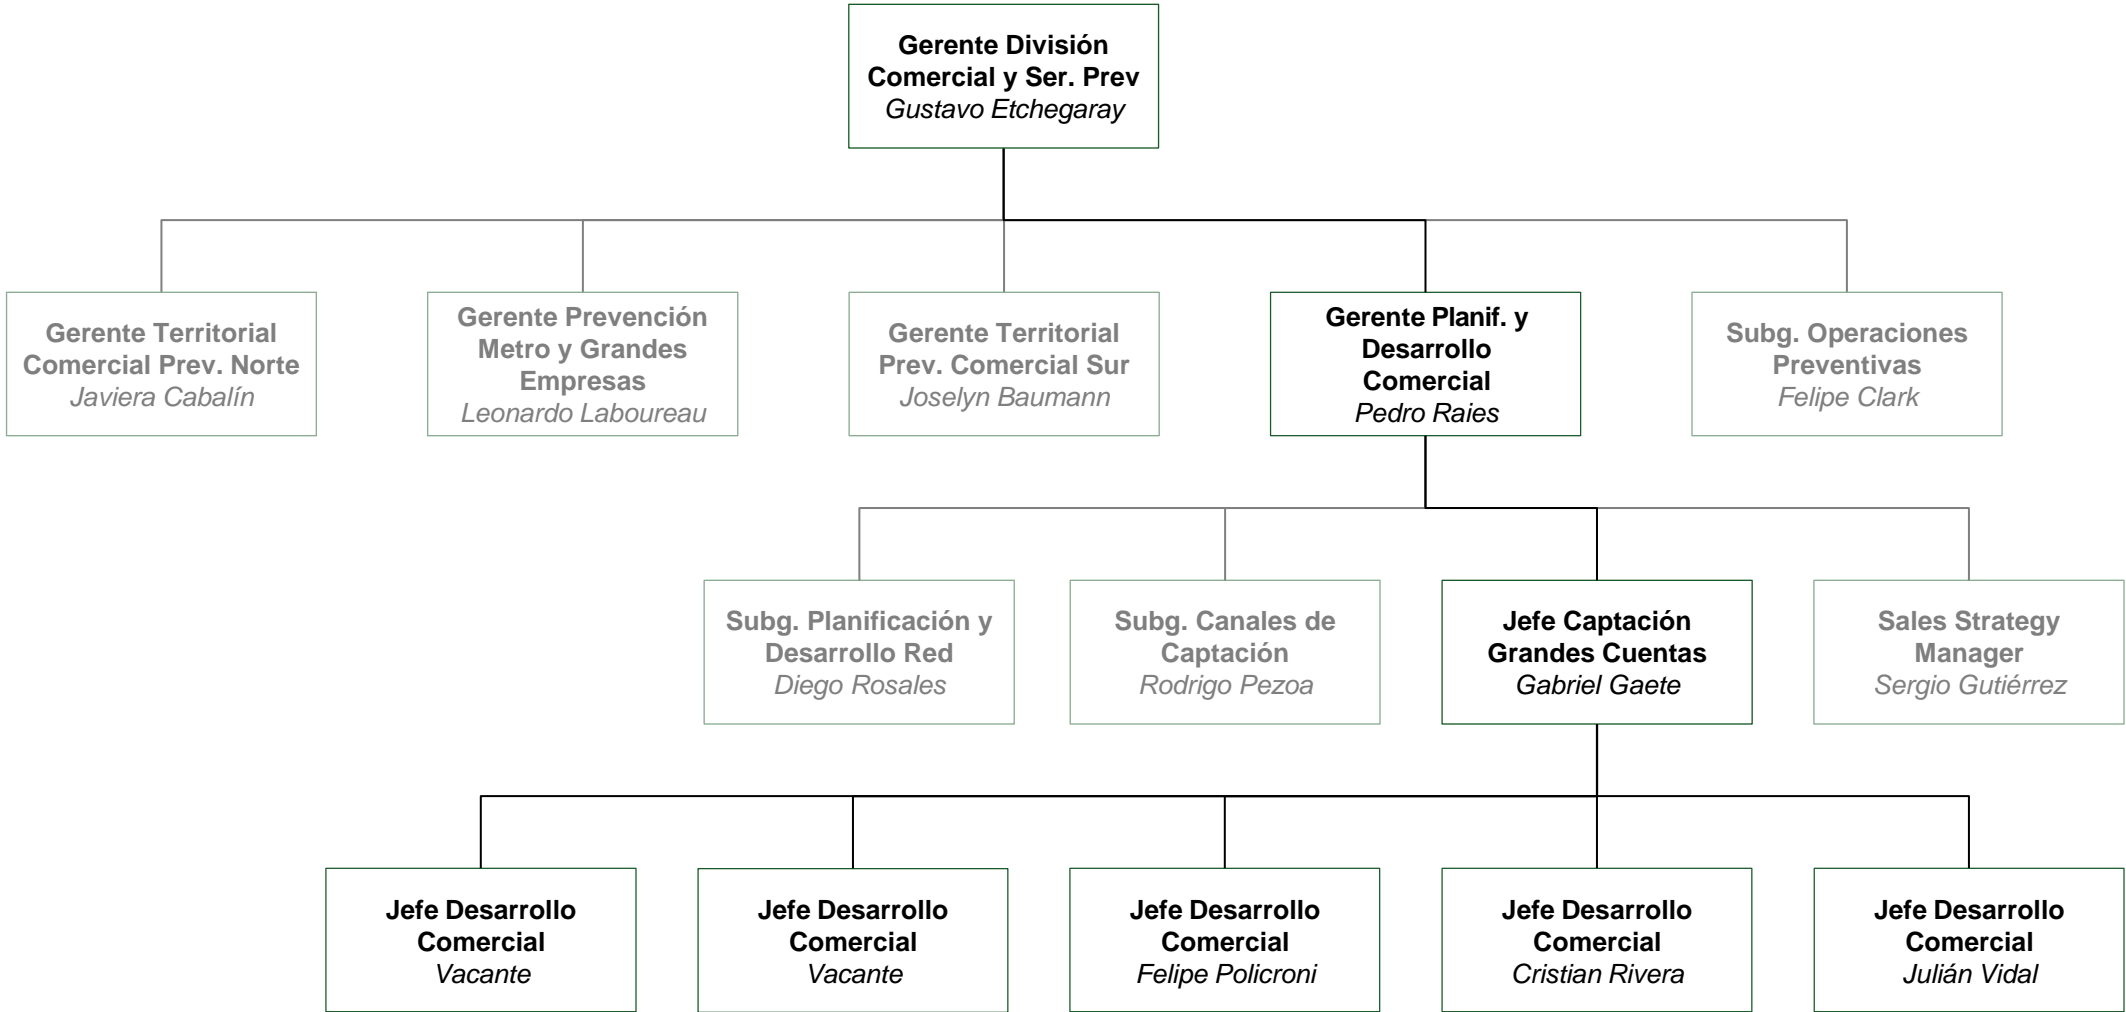 Gerente División
Comercial y Ser. Prev
Gustavo Etchegaray
Gerente Territorial
Comercial Prev. Norte
Javiera Cabalín
Gerente Prevención
Metro y Grandes
Empresas
Leonardo Laboureau
Gerente Territorial
Prev. Comercial Sur
Joselyn Baumann
Gerente Planif. y
Desarrollo
Comercial
Pedro Raies
Subg. Operaciones
Preventivas
Felipe Clark
Subg. Planificación y
Desarrollo Red
Diego Rosales
Subg. Canales de
Captación
Rodrigo Pezoa
Jefe Captación
Grandes Cuentas
Gabriel Gaete
Sales Strategy
Manager
Sergio Gutiérrez
Jefe Desarrollo
Comercial
Vacante
Jefe Desarrollo
Comercial
Vacante
Jefe Desarrollo
Comercial
Felipe Policroni
Jefe Desarrollo
Comercial
Cristian Rivera
Jefe Desarrollo
Comercial
Julián Vidal